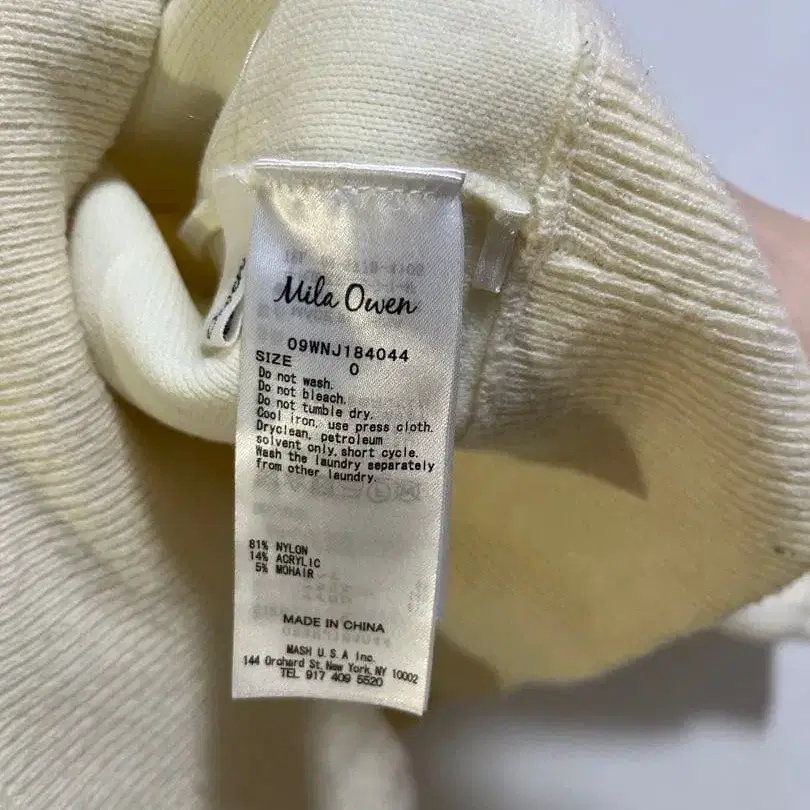 Mila Owen
09WNJ184044
SIZE 0
Do not wash.
Do not bleach.
Do not tumble dry.
Cool iron, use press cloth.
Dryclean, petroleum
solvent only, short cycle.
Wash the laundry separately
from other laundry.
81% NYLON
14% ACRYLIC
5% MOHAIR
MADE IN CHINA
MASH U.S.A Inc.
144 Orchard St, New York, NY 10002
TEL 917 409 5520